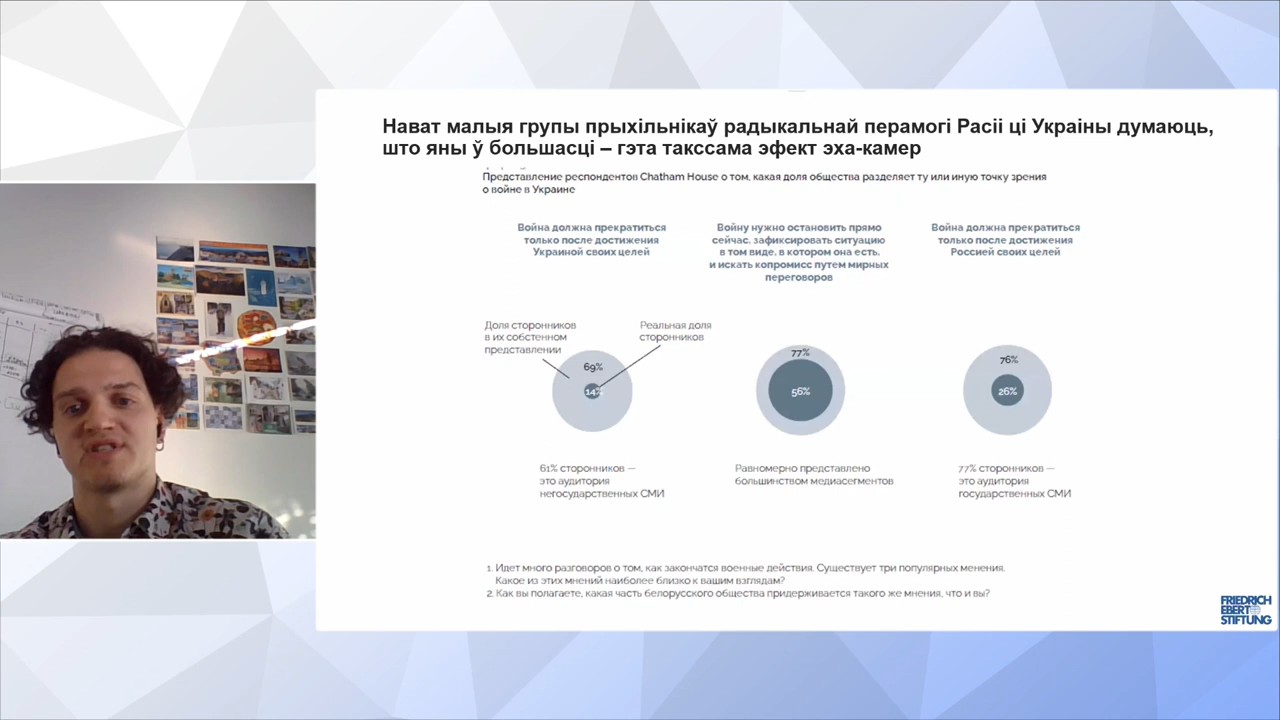 Нават малыя групы прыхільнікаў радыкальнай перамогі Расіі ці Украіны думаюць,
што яны ў большасці – гэта такссама эфект эха-камер
Представление респондентов Chatham House о том, какая доля общества разделяет ту или иную точку зрения
о войне в Украине
Война должна прекратиться
только после достижения
Украиной своих целей
Войну нужно остановить прямо
сейчас, зафиксировать ситуацию
в том виде, в котором она есть,
и искать копромисс путем мирных
переговоров
Война должна прекратиться
только после достижения
Россией своих целей
Доля сторонников
в их собстенном
представлении
Реальная доля
сторонников
69%
14%
77%
56%
76%
26%
61% сторонников —
это аудитория
негосударственных СМИ
Равномерно представлено
большинством медиасегментов
77% сторонников —
это аудитория
государственных СМИ
1. Идет много разговоров о том, как закончатся военные действия. Существует три популярных менения.
Какое из этих мнений наиболее близко к вашим взглядам?
2. Как вы полагаете, какая часть белорусского общества придерживается такого же мнения, что и вы?
FRIEDRICH
EBERT
STIFTUNG